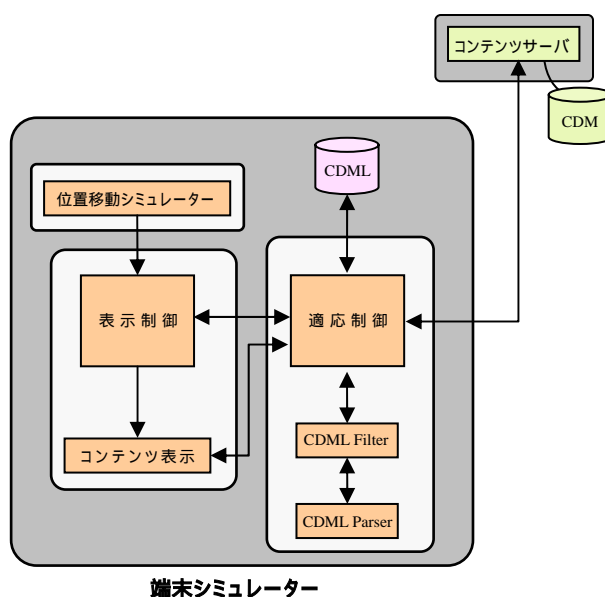 コンテンツサーバ
CDM
CDML
位置移動シミュレーター
表示制御
適応制御
CDML Filter
コンテンツ表示
CDML Parser
端末シミュレーター